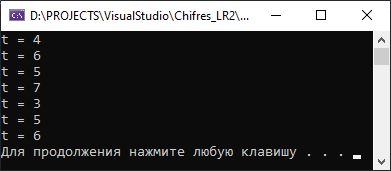 D:\PROJECTS\VisualStudio\Chifres_LR2\...
t = 4
t = 6
t = 5
t = 7
t = 3
t = 5
t = 6
Для продолжения нажмите любую клавишу . . .